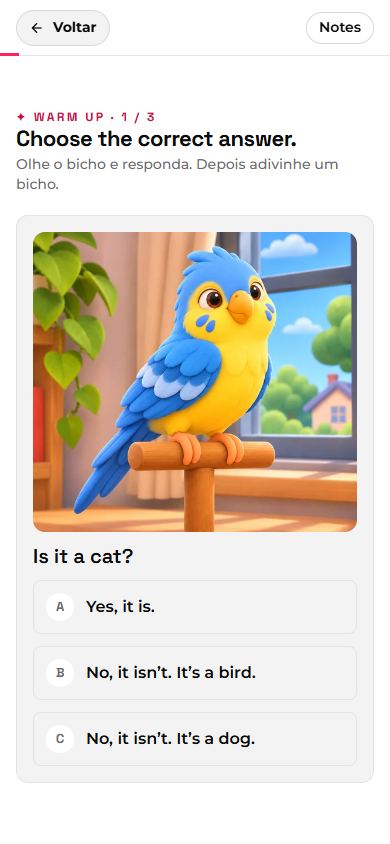 ← Voltar
Notes
✦ WARM UP · 1 / 3
Choose the correct answer.
Olhe o bicho e responda. Depois adivinhe um
bicho.
Is it a cat?
A Yes, it is.
B No, it isn’t. It’s a bird.
C No, it isn’t. It’s a dog.